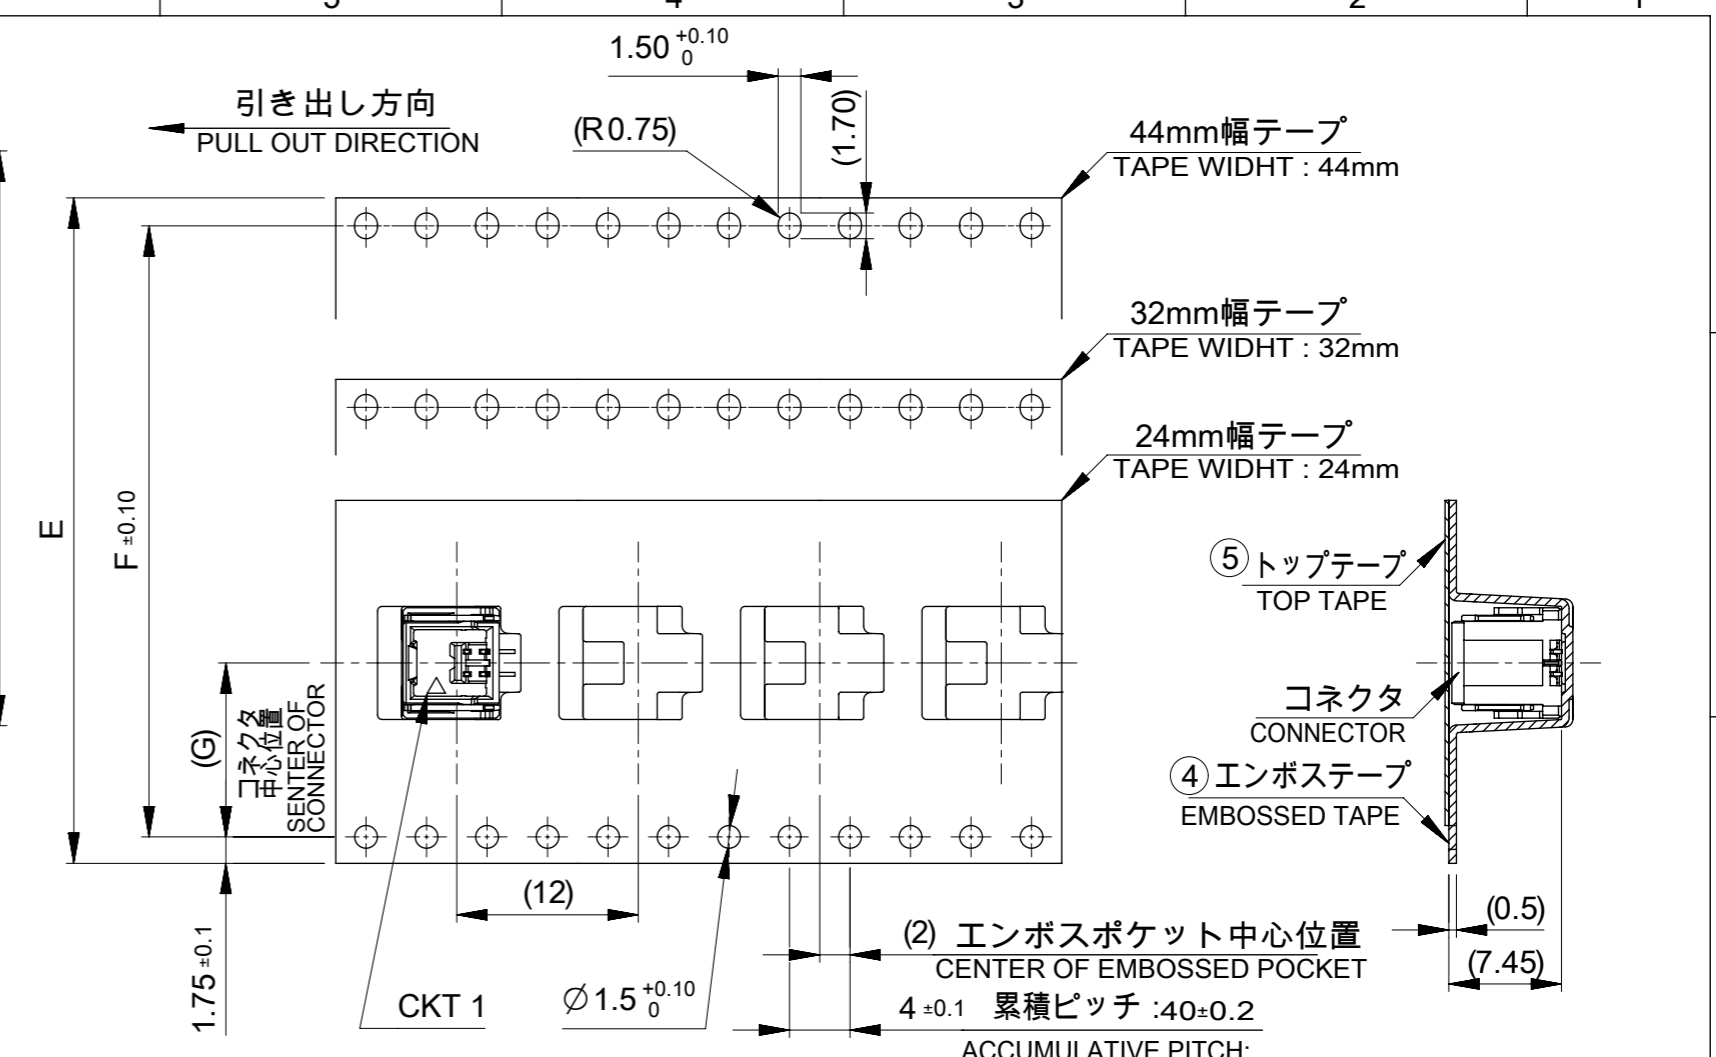 1.50 +0.10
0
引き出し方向
PULL OUT DIRECTION
(R0.75)
(1.70)
44mm幅テープ
TAPE WIDHT : 44mm
32mm幅テープ
TAPE WIDHT : 32mm
24mm幅テープ
TAPE WIDHT : 24mm
E
F ±0.10
(G)
コネクタ
中心位置
SENTER OF
CONNECTOR
1.75 ±0.1
⑤ トップテープ
TOP TAPE
コネクタ
CONNECTOR
④ エンボステープ
EMBOSSED TAPE
(12)
CKT 1
∅1.5 +0.10
0
(2) エンボスポケット中心位置
CENTER OF EMBOSSED POCKET
4 ±0.1 累積ピッチ :40±0.2
ACCUMULATIVE PITCH:
(0.5)
(7.45)